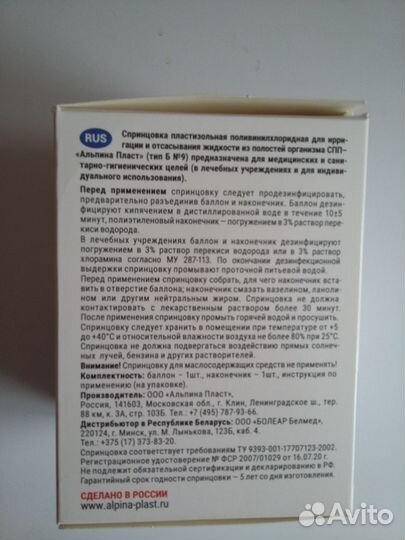 RUS
Спринцовка пластизольная поливинилхлоридная для ирри-
гации и отсасывания жидкости из полостей организма СПП–
«Альпина Пласт» (тип Б №9) предназначена для медицинских и сани-
тарно-гигиенических целей (в лечебных учреждениях и для индиви-
дуального использования).
Перед применением спринцовку следует продезинфицировать,
предварительно разъединив баллон и наконечник. Баллон дезин-
фицируют кипячением в дистиллированной воде в течение 10±5
минут, полиэтиленовый наконечник – погружением в 3% раствор пере-
киси водорода.
В лечебных учреждениях баллон и наконечник дезинфицируют
погружением в 3% раствор перекиси водорода или в 3% раствор
хлорамина согласно МУ 287-113. По окончании дезинфекционной
выдержки спринцовку промывают проточной питьевой водой.
Перед применением спринцовку собрать, для чего наконечник вста-
вить в отверстие баллона; наконечник смазать вазелином, ланоли-
ном или другим нейтральным жиром. Спринцовка не должна
контактировать с лекарственным раствором более 30 минут.
После применения спринцовку промыть горячей водой и просушить.
Спринцовку следует хранить в помещении при температуре от +5
до +40°С и относительной влажности воздуха не более 80% при 25°С.
Спринцовка не должна подвергаться воздействию прямых солнеч-
ных лучей, бензина и других растворителей.
Внимание! Спринцовку для маслосодержащих средств не применять!
Комплектность: баллон – 1шт., наконечник – 1шт., инструкция по
применению (на упаковке).
Производитель: ООО «Альпина Пласт»,
Россия, 141603, Московская обл., г. Клин, Ленинградское ш., тер.
88 км, к. 3А, стр. 103Б. Тел.: +7 (495) 787-93-66.
Дистрибьютор в Республике Беларусь: ООО «БОЛЕАР Белмед»,
220124, г. Минск, ул. М. Лынькова, 123Б, каб. 4.
Тел.: +375 (17) 373-83-20.
Спринцовка соответствует требованиям ТУ 9393-001-17707123-2002.
Регистрационное удостоверение № ФСР 2007/01029 от 16.07.20 г.
Не подлежит обязательной сертификации и декларированию в РФ.
Гарантийный срок годности спринцовки – 5 лет со дня изготовления.
СДЕЛАНО В РОССИИ
www.alpina-plast.ru
Avito